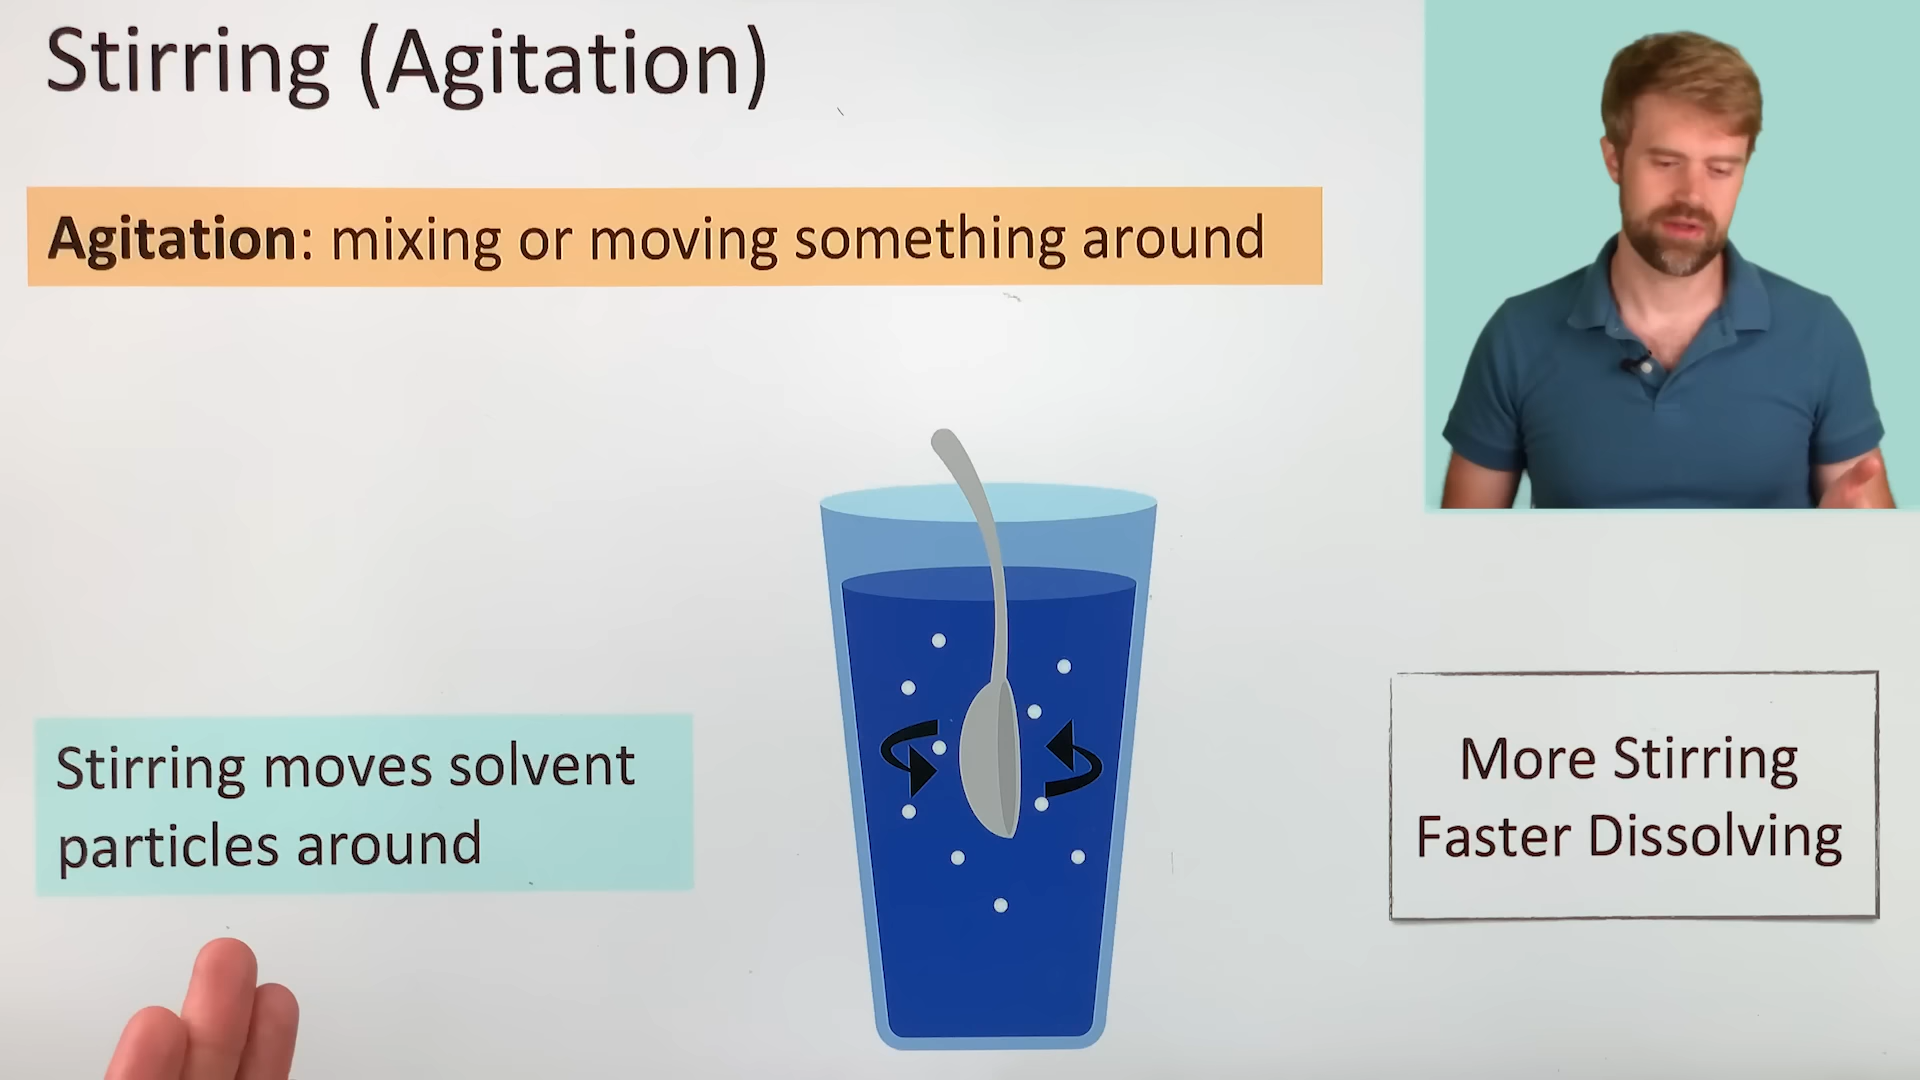 Stirring (Agitation)
Agitation: mixing or moving something around
Stirring moves solvent
particles around
More Stirring
Faster Dissolving